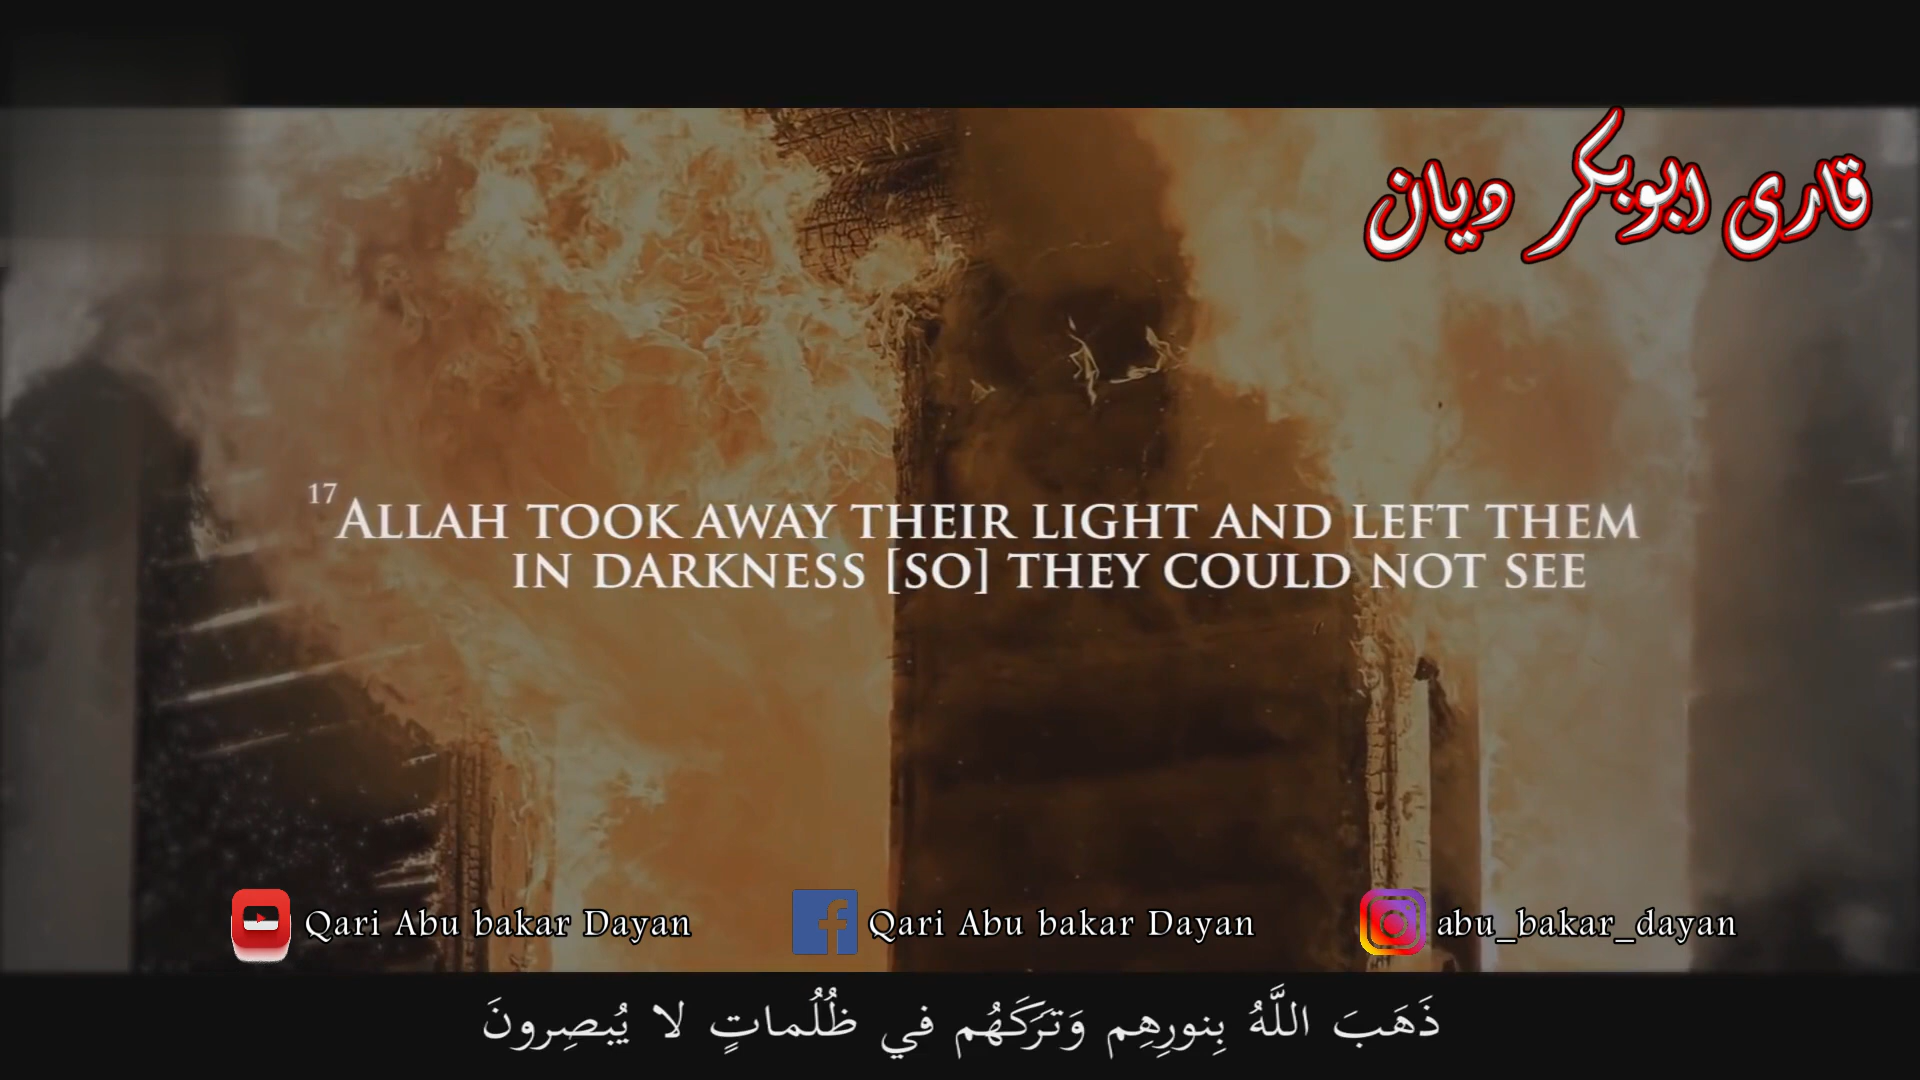 قاری ابوبکر دیان
17 ALLAH TOOK AWAY THEIR LIGHT AND LEFT THEM
IN DARKNESS [SO] THEY COULD NOT SEE
Qari Abu bakar Dayan
Qari Abu bakar Dayan
abu_bakar_dayan
ذَهَبَ اللَّهُ بِنورِهِم وَتَرَكَهُم في ظُلُماتٍ لا يُبصِرونَ